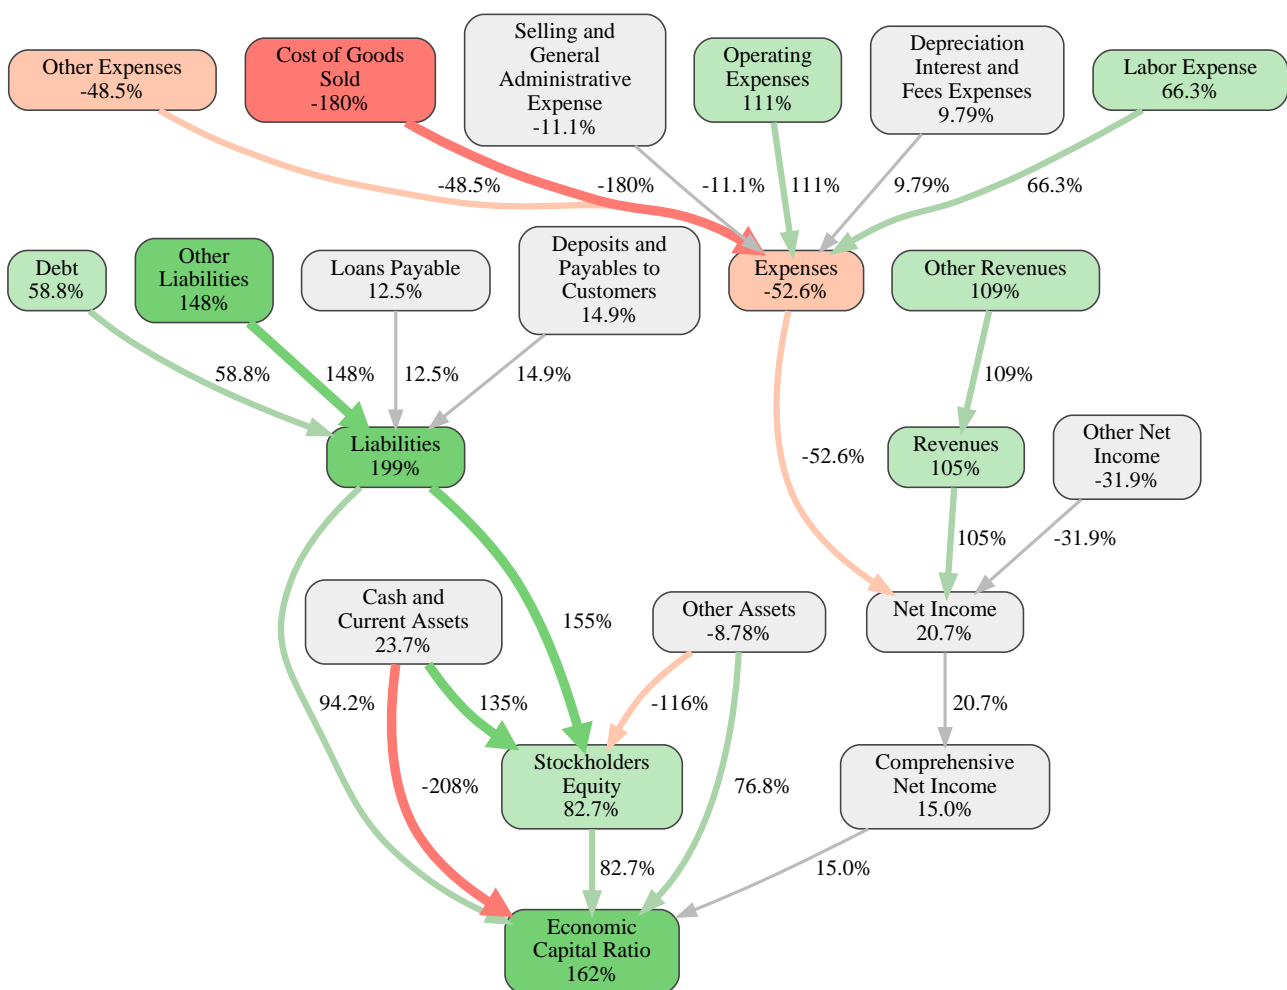 Other Expenses
-48.5%
Cost of Goods
Sold
-180%
Selling and
General
Administrative
Expense
-11.1%
Operating
Expenses
111%
Depreciation
Interest and
Fees Expenses
9.79%
Labor Expense
66.3%
-48.5%
-180%
-11.1%
111%
9.79%
66.3%
Debt
58.8%
Other
Liabilities
148%
Loans Payable
12.5%
Deposits and
Payables to
Customers
14.9%
Expenses
-52.6%
Other Revenues
109%
58.8%
148%
12.5%
14.9%
109%
Liabilities
199%
-52.6%
Revenues
105%
Other Net
Income
-31.9%
105%
-31.9%
Cash and
Current Assets
23.7%
155%
Other Assets
-8.78%
Net Income
20.7%
94.2%
135%
-116%
20.7%
-208%
Stockholders
Equity
82.7%
76.8%
Comprehensive
Net Income
15.0%
82.7%
15.0%
Economic
Capital Ratio
162%